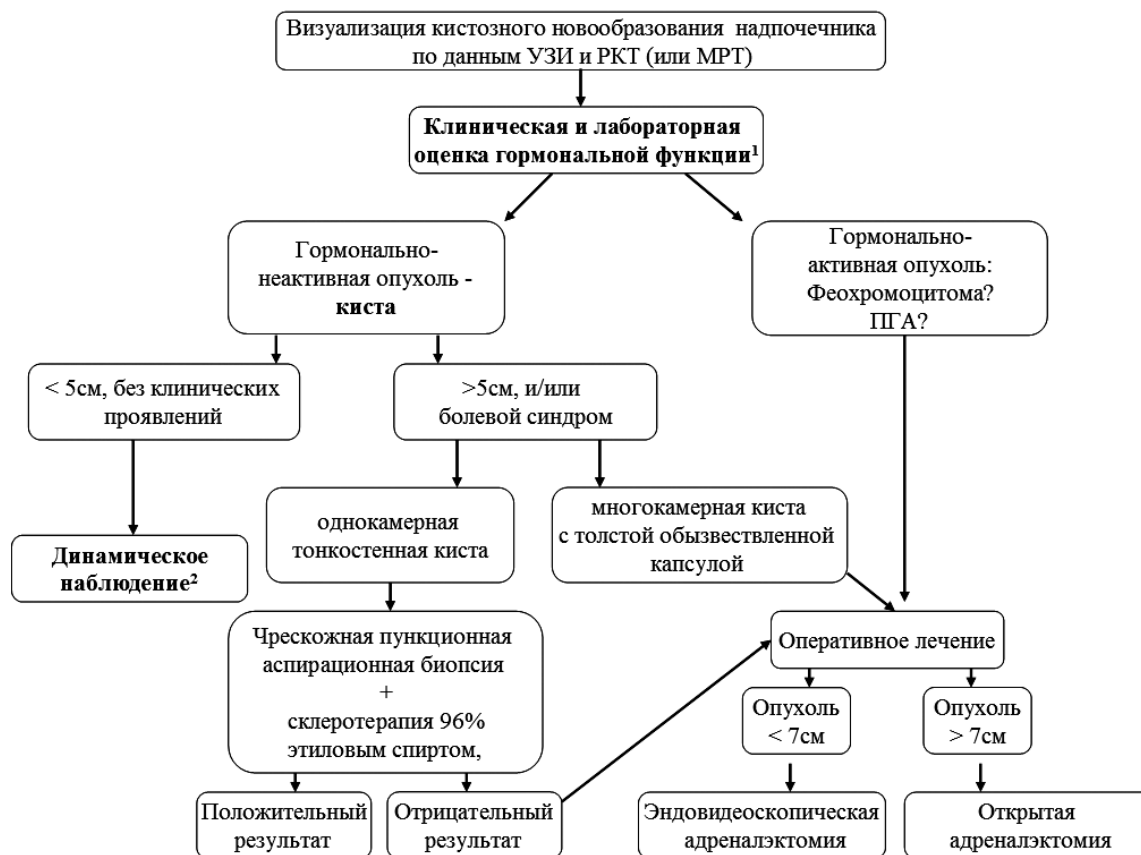 Визуализация кистозного новообразования надпочечника
по данным УЗИ и РКТ (или МРТ)
Клиническая и лабораторная
оценка гормональной функции¹
Гормонально-
неактивная опухоль -
киста
Гормонально-
активная опухоль:
Феохромоцитома?
ПГА?
< 5см, без клинических
проявлений
>5см, и/или
болевой синдром
однокамерная
тонкостенная киста
многокамерная киста
с толстой обызвествленной
капсулой
Динамическое
наблюдение²
Чрескожная пункционная
аспирационная биопсия
+
склеротерапия 96%
этиловым спиртом,
Оперативное лечение
Опухоль
< 7см
Опухоль
> 7см
Положительный
результат
Отрицательный
результат
Эндовидеоскопическая
адреналэктомия
Открытая
адреналэктомия